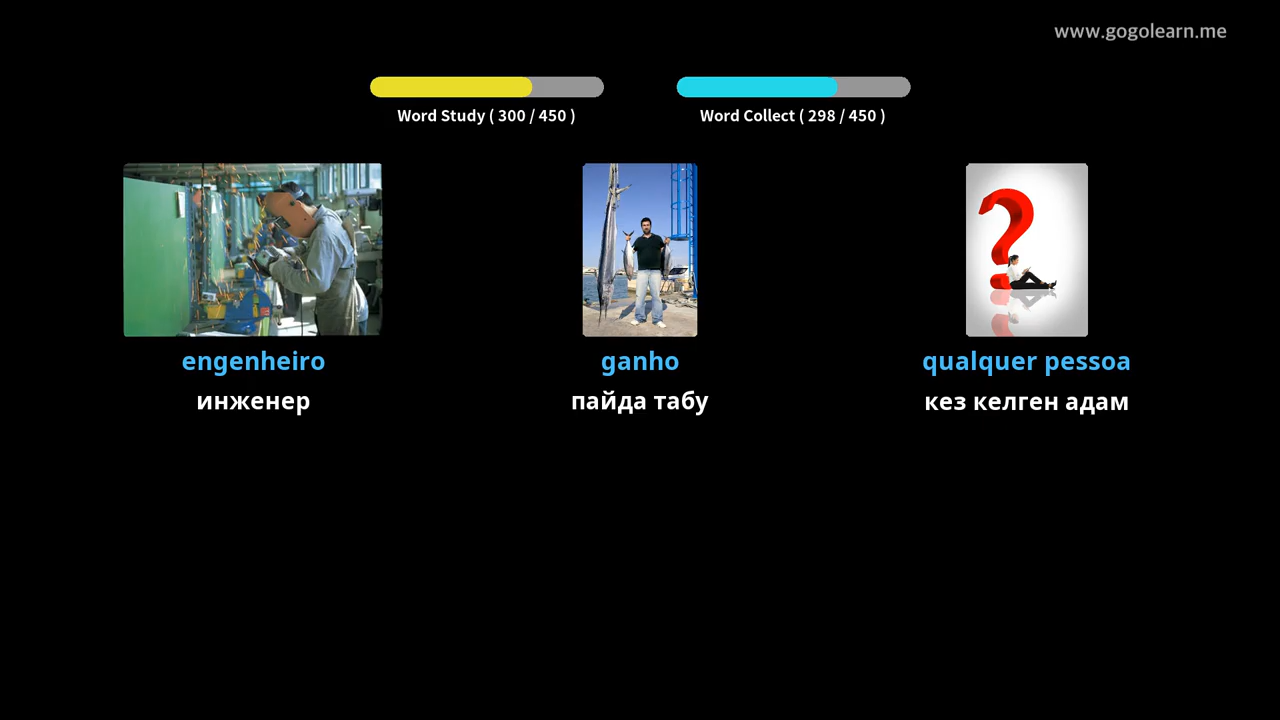 www.gogolearn.me
Word Study ( 300 / 450 )
Word Collect ( 298 / 450 )
engenheiro
инженер
ganho
пайда табу
qualquer pessoa
кез келген адам